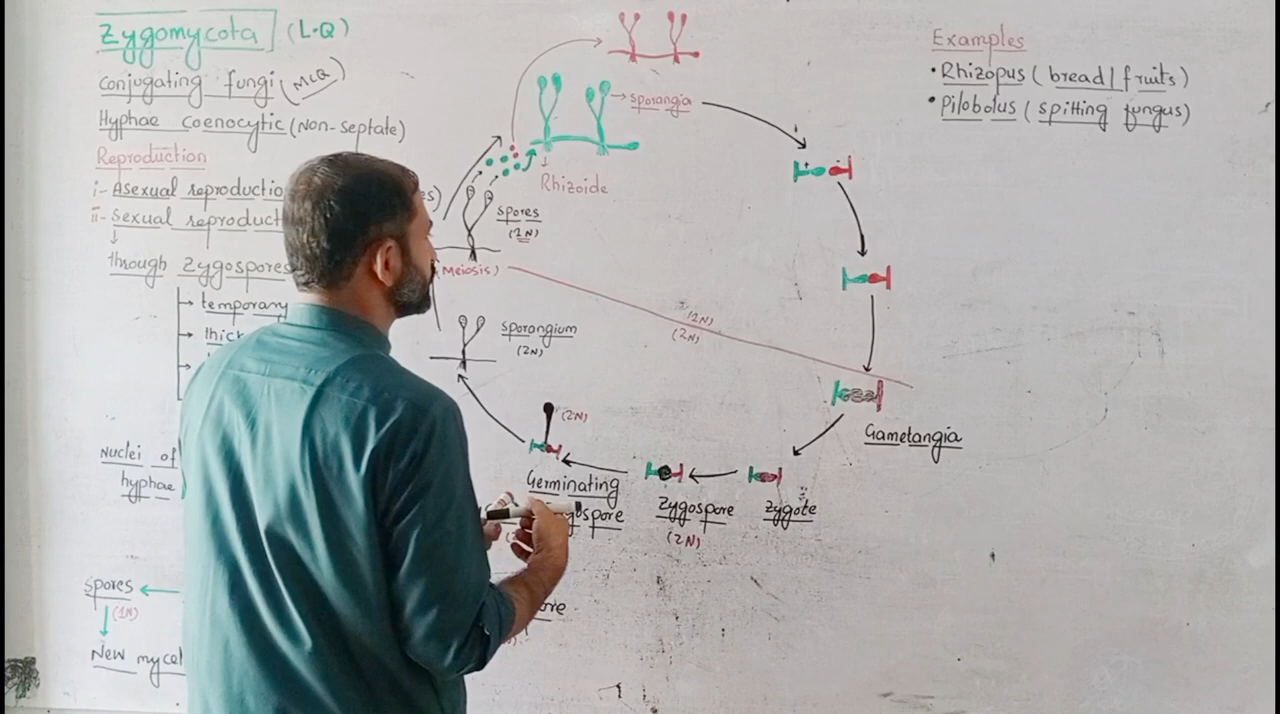 Zygomycota (L.Q)
Conjugating fungi (MCQ)
Hyphae Coenocytic (Non-Septate)
Reproduction
i- Asexual reproductio
ii- Sexual reproduct
through Zygospores
temporary
thick
Nuclei of
hyphae
Spores
(1N)
New mycel
sporangia
Rhizoide
spores
(1N)
Meiosis)
(1N)
(2N)
Sporangium
(2N)
(2N)
Germinating
Zygospore
(2N)
Zygote
Gametangia
Examples
• Rhizopus (bread/fruits)
• Pilobolus (spitting fungus)